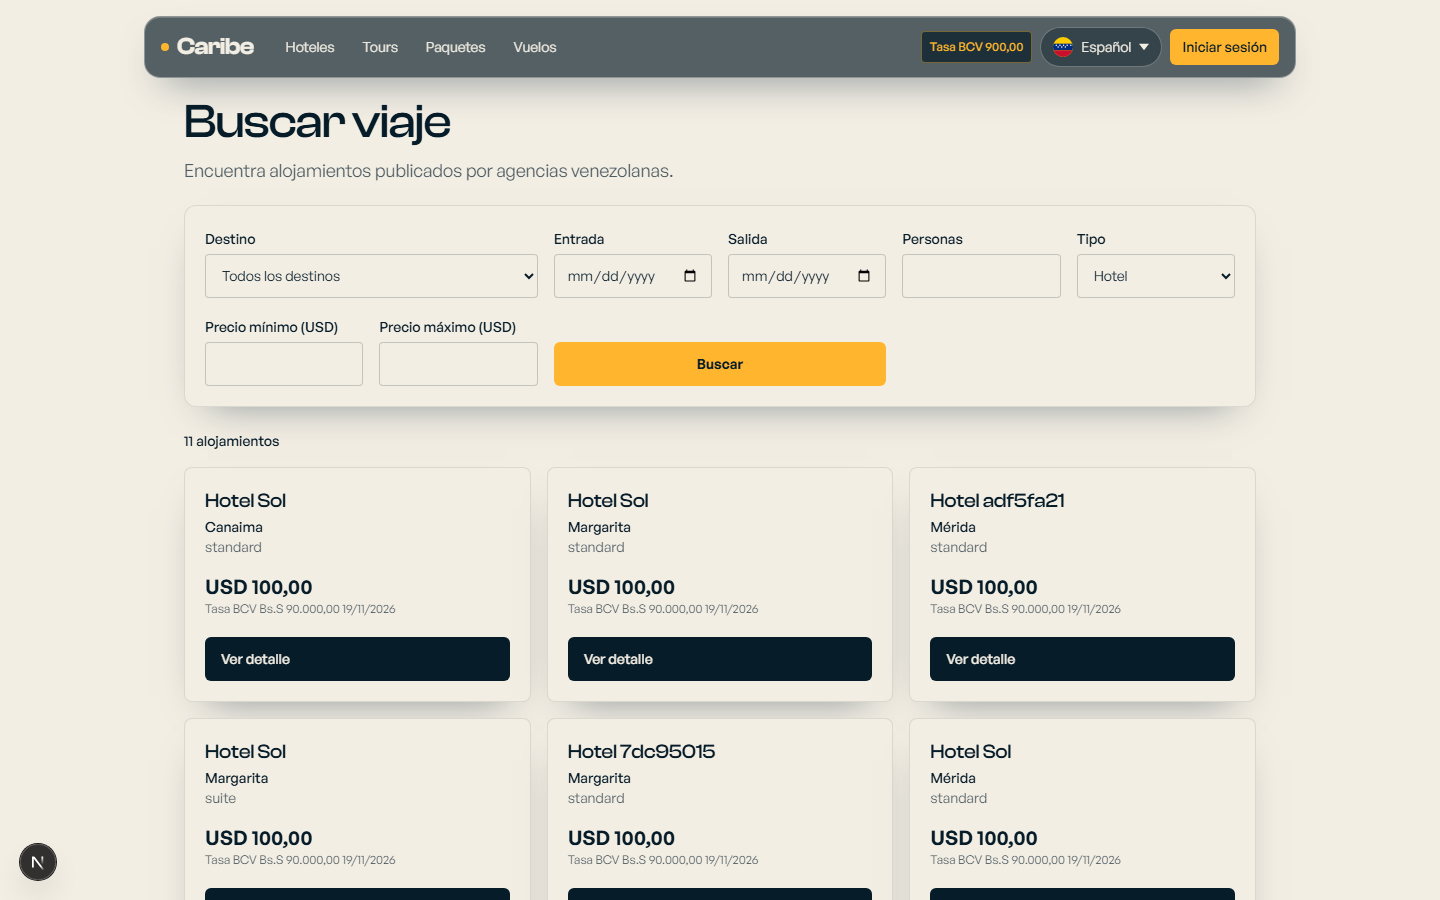 Caribe
Hoteles
Tours
Paquetes
Vuelos
Tasa BCV 900,00
Español
Iniciar sesión
Buscar viaje
Encuentra alojamientos publicados por agencias venezolanas.
Destino
Entrada
Salida
Personas
Tipo
Todos los destinos
mm/dd/yyyy
mm/dd/yyyy
Hotel
Precio mínimo (USD)
Precio máximo (USD)
Buscar
11 alojamientos
Hotel Sol
Canaima
standard
USD 100,00
Tasa BCV Bs.S 90.000,00 19/11/2026
Ver detalle
Hotel Sol
Margarita
standard
USD 100,00
Tasa BCV Bs.S 90.000,00 19/11/2026
Ver detalle
Hotel adf5fa21
Mérida
standard
USD 100,00
Tasa BCV Bs.S 90.000,00 19/11/2026
Ver detalle
Hotel Sol
Margarita
suite
USD 100,00
Tasa BCV Bs.S 90.000,00 19/11/2026
Hotel 7dc95015
Margarita
standard
USD 100,00
Tasa BCV Bs.S 90.000,00 19/11/2026
Hotel Sol
Mérida
standard
USD 100,00
Tasa BCV Bs.S 90.000,00 19/11/2026
N